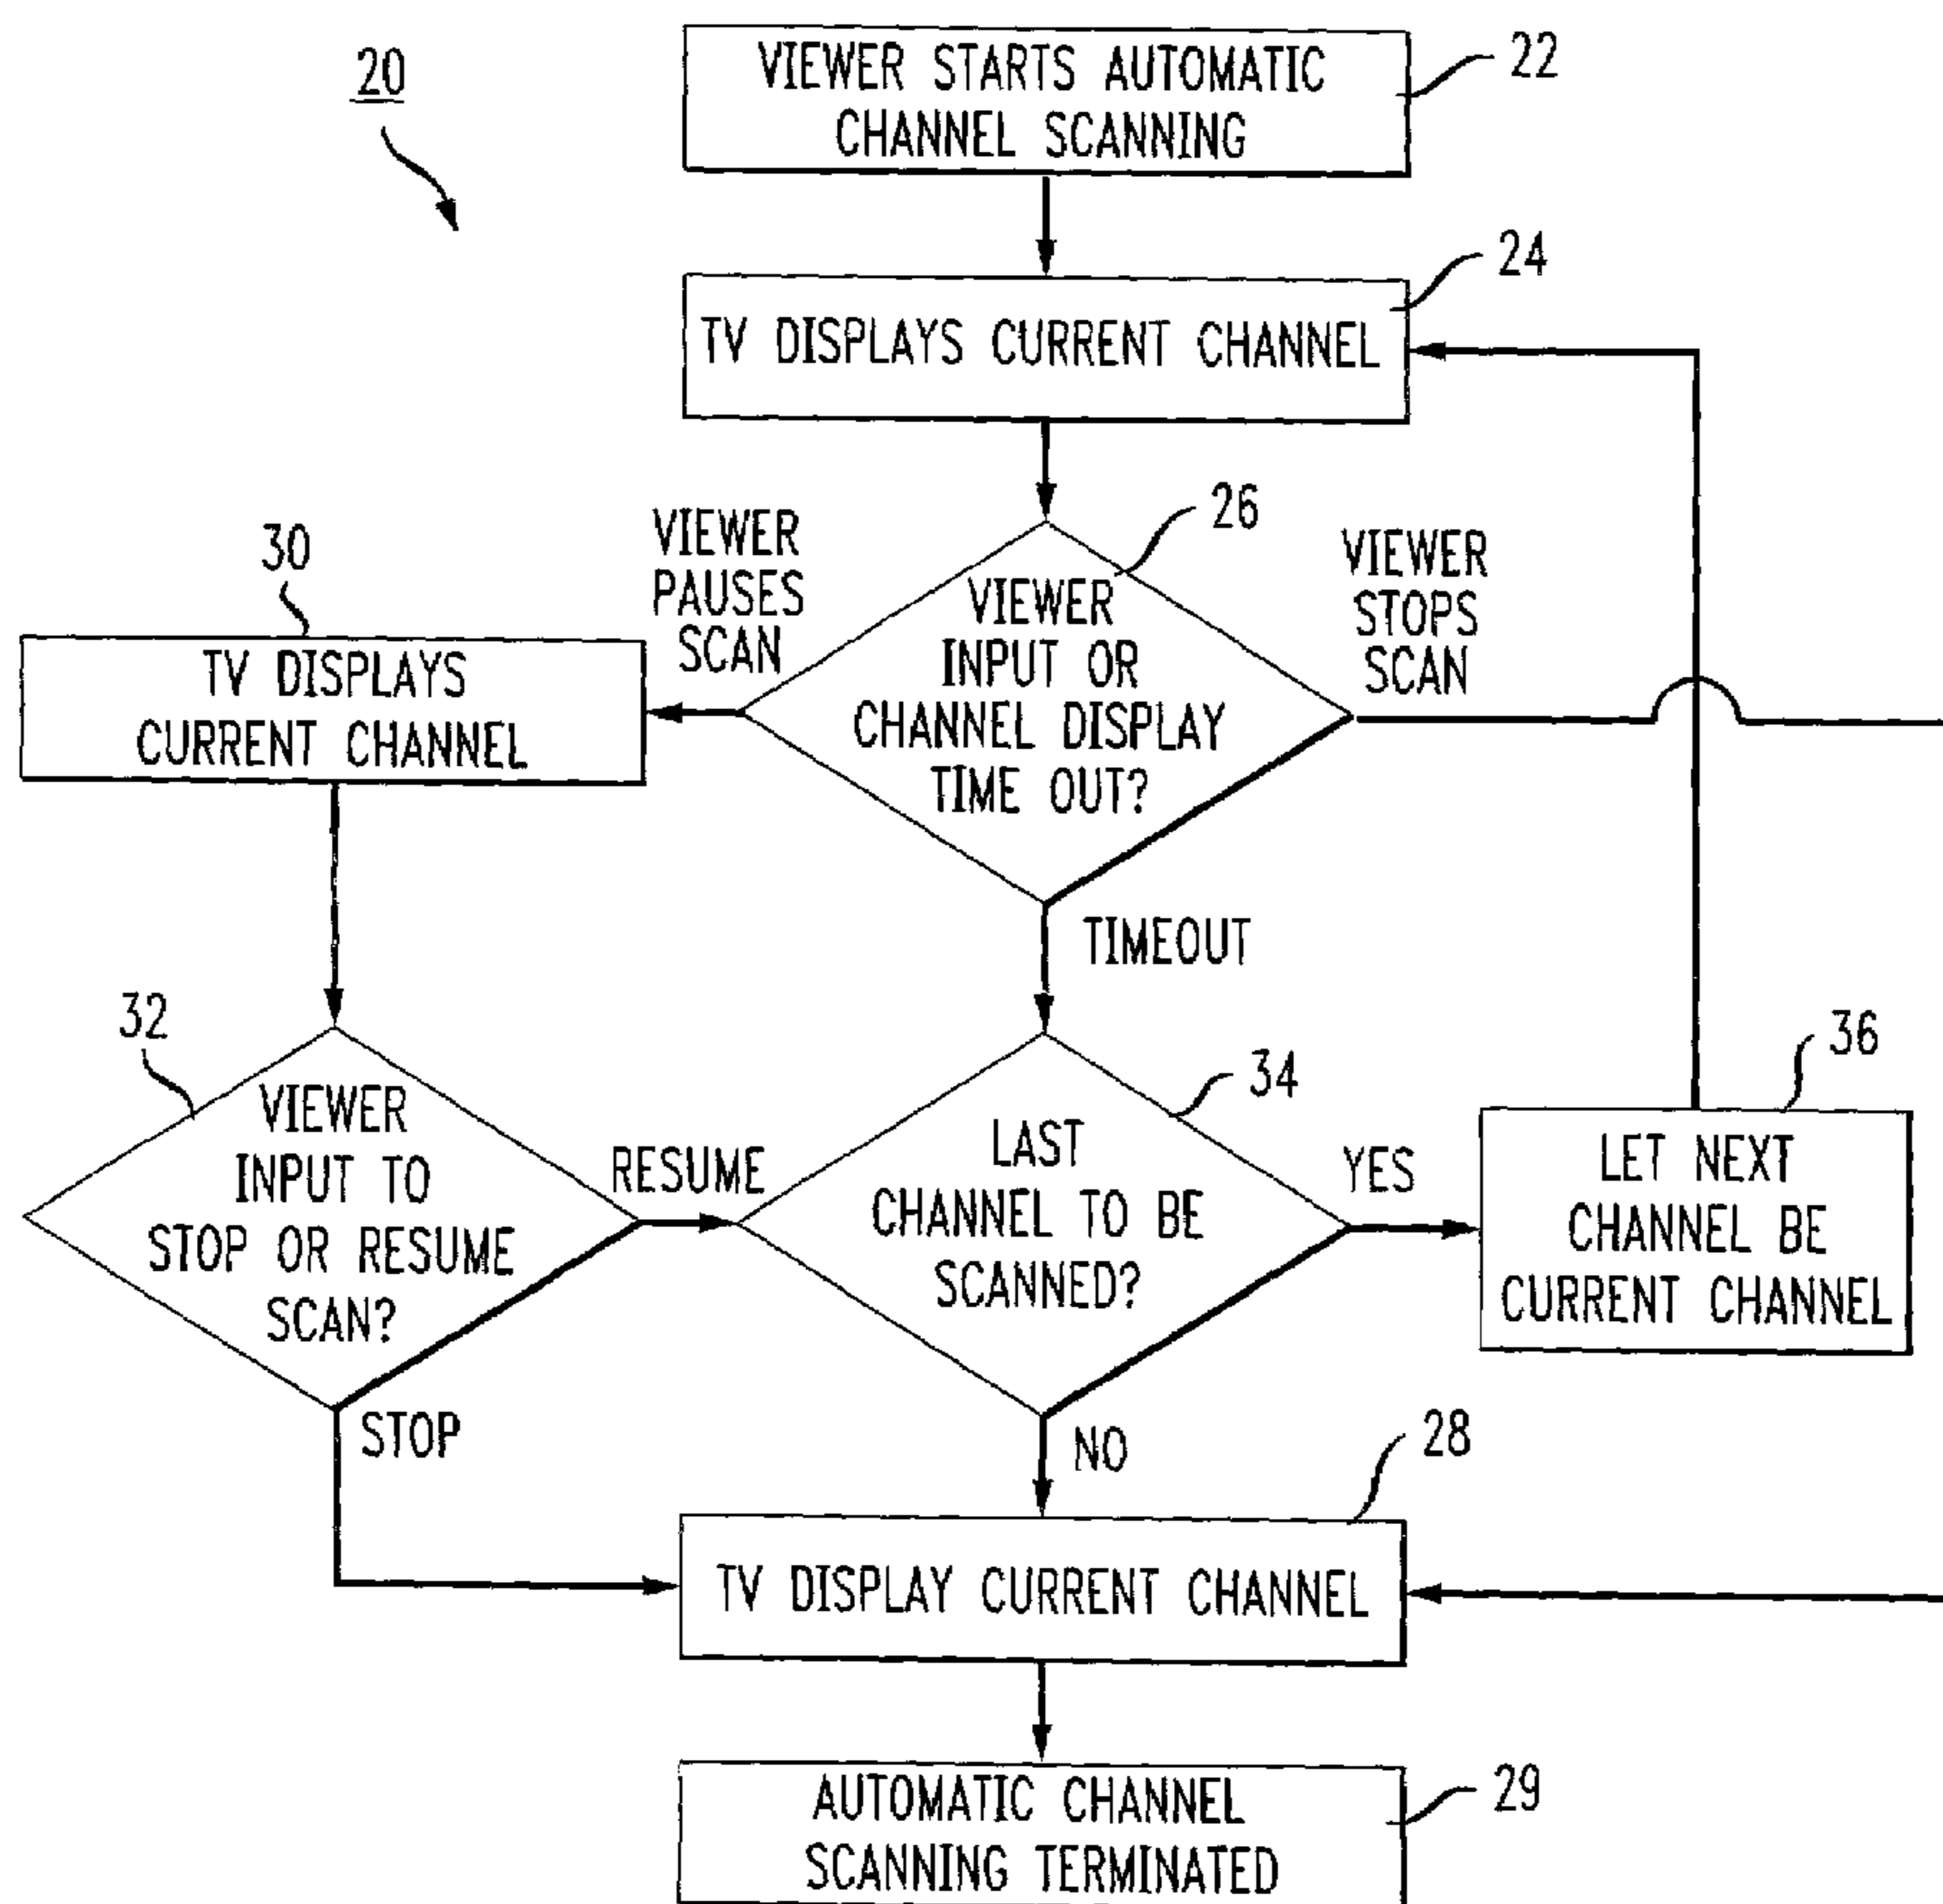 20
VIEWER STARTS AUTOMATIC
CHANNEL SCANNING
22
TV DISPLAYS CURRENT CHANNEL
24
VIEWER
INPUT OR
CHANNEL DISPLAY
TIME OUT?
26
VIEWER
PAUSES
SCAN
VIEWER
STOPS
SCAN
30
TV DISPLAYS
CURRENT CHANNEL
TIMEOUT
32
VIEWER
INPUT TO
STOP OR RESUME
SCAN?
RESUME
STOP
34
LAST
CHANNEL TO BE
SCANNED?
YES
NO
36
LET NEXT
CHANNEL BE
CURRENT CHANNEL
28
TV DISPLAY CURRENT CHANNEL
AUTOMATIC CHANNEL
SCANNING TERMINATED
29